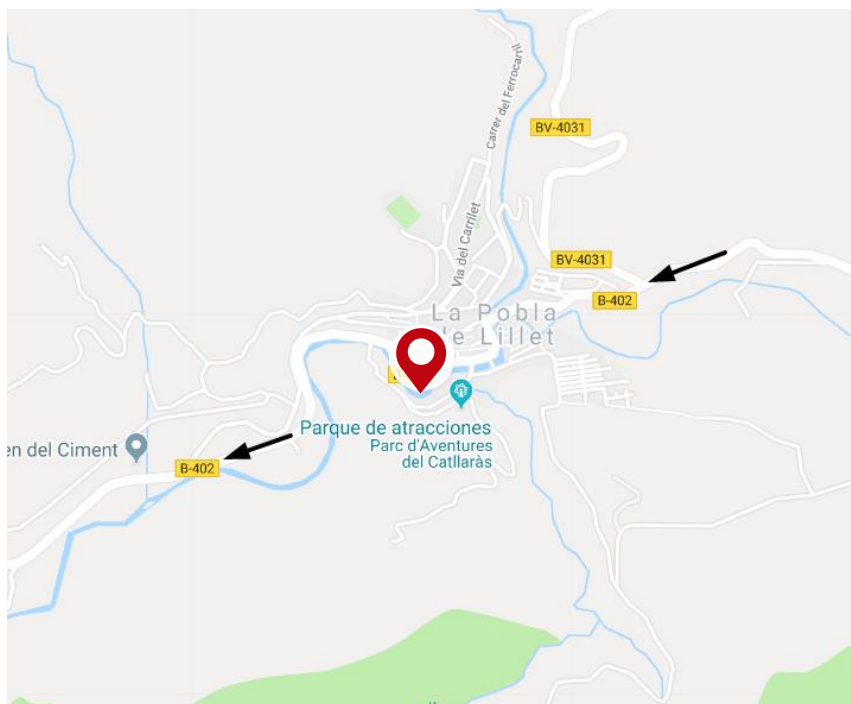 Carrer del Ferrocarril
BV-4031
Via del Carrilet
BV-4031
B-402
La Pobla
de Lillet
Parque de atracciones
Parc d'Aventures
del Catllaràs
en del Ciment
B-402